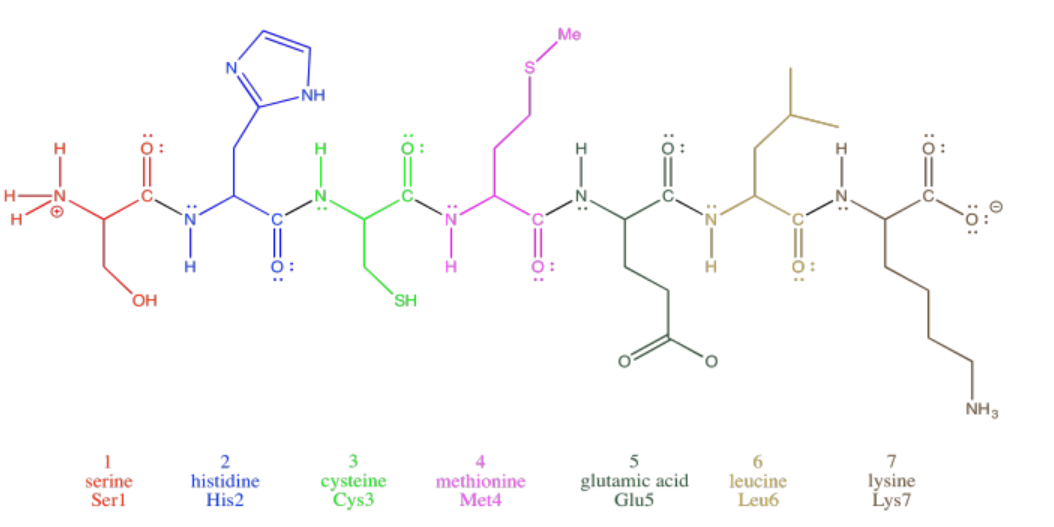 Me
S
N
NH
H O: H O: H O: H O:
H N N N N
H ⊕
N N N O:⊖
H O: H O: H O:
OH SH
O O
NH3
1 2 3 4 5 6 7
serine histidine cysteine methionine glutamic acid leucine lysine
Ser1 His2 Cys3 Met4 Glu5 Leu6 Lys7